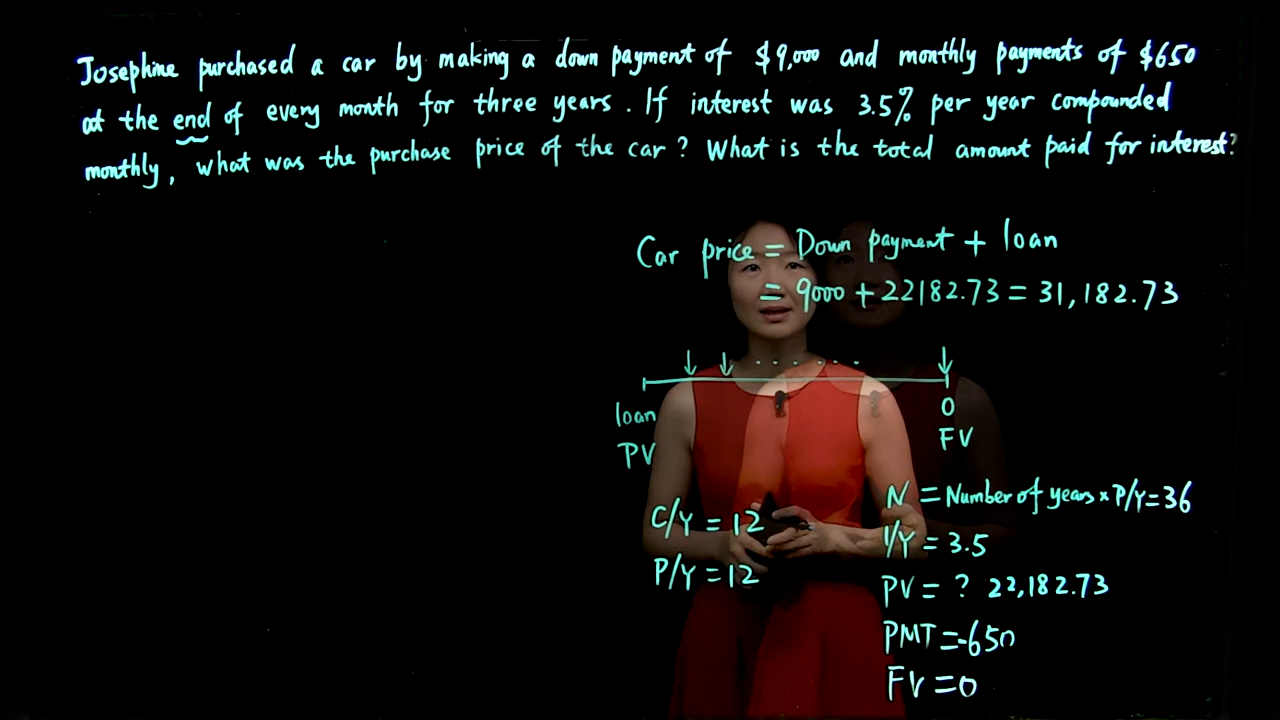 Josephine purchased a car by making a down payment of $9,000 and monthly payments of $650
at the end of every month for three years. If interest was 3.5% per year compounded
monthly, what was the purchase price of the car? What is the total amount paid for interest?
Car price = Down payment + loan
= 9000 + 22182.73 = 31,182.73
loan 0
PV FV
C/Y = 12
P/Y = 12
N = Number of years × P/Y = 36
I/Y = 3.5
PV = ? 22,182.73
PMT = -650
FV = 0